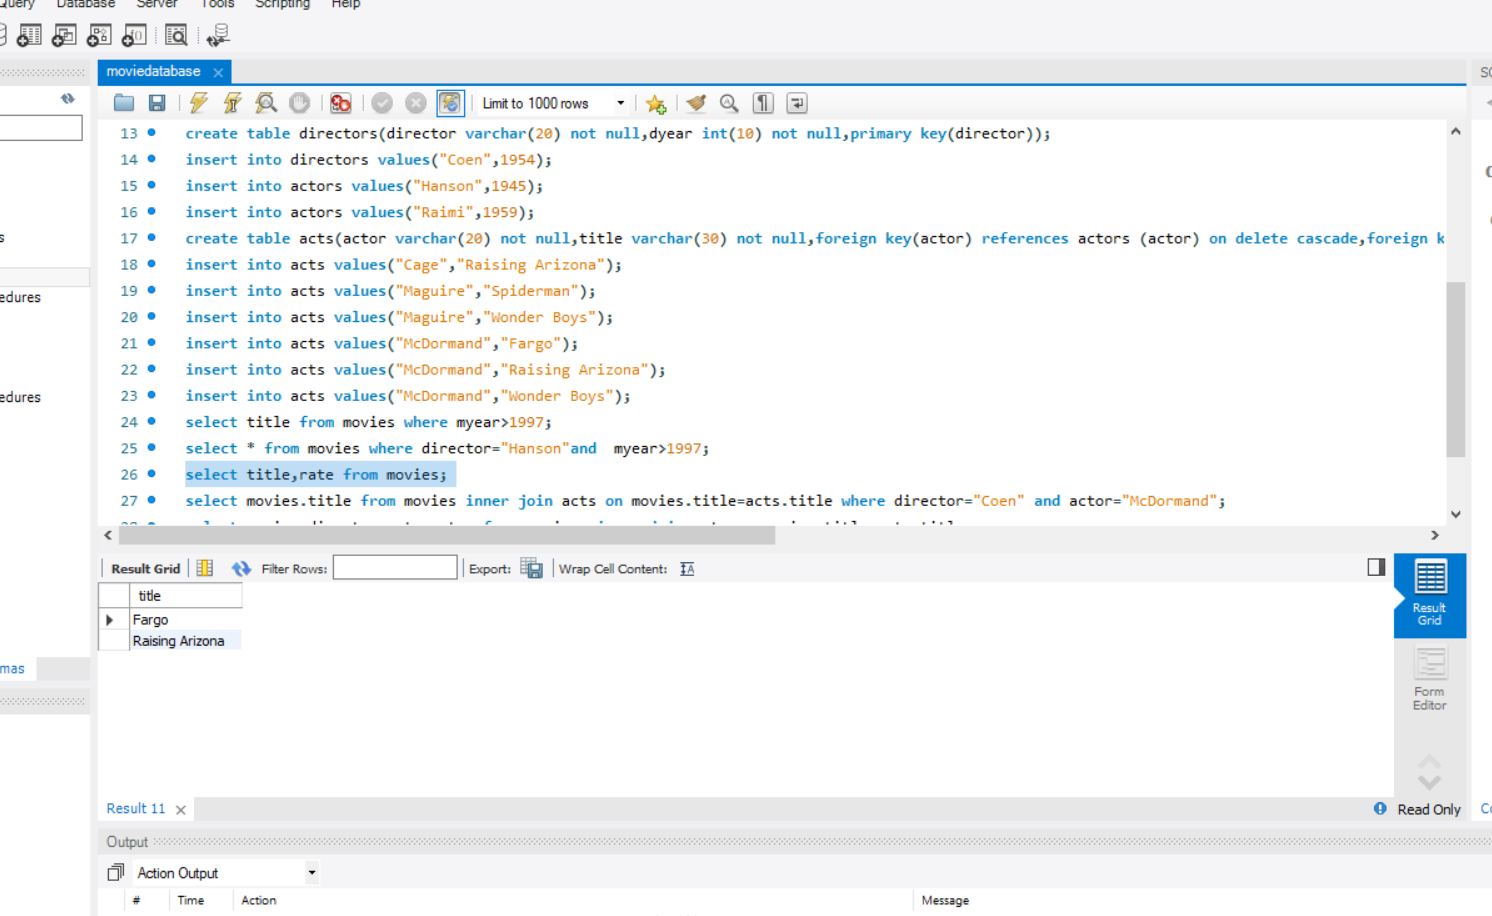 Query Database Server Tools Scripting Help
moviedatabase
Limit to 1000 rows
13 create table directors(director varchar(20) not null,dyear int(10) not null,primary key(director));
14 insert into directors values("Coen",1954);
15 insert into actors values("Hanson",1945);
16 insert into actors values("Raimi",1959);
17 create table acts(actor varchar(20) not null,title varchar(30) not null,foreign key(actor) references actors (actor) on delete cascade,foreign k
18 insert into acts values("Cage","Raising Arizona");
19 insert into acts values("Maguire","Spiderman");
20 insert into acts values("Maguire","Wonder Boys");
21 insert into acts values("McDormand","Fargo");
22 insert into acts values("McDormand","Raising Arizona");
23 insert into acts values("McDormand","Wonder Boys");
24 select title from movies where myear>1997;
25 select * from movies where director="Hanson"and  myear>1997;
26 select title,rate from movies;
27 select movies.title from movies inner join acts on movies.title=acts.title where director="Coen" and actor="McDormand";
s
edures
edures
mas
Result Grid Filter Rows: Export: Wrap Cell Content:
title
Fargo
Raising Arizona
Result Grid
Form Editor
Result 11
Read Only
Output
Action Output
# Time Action Message